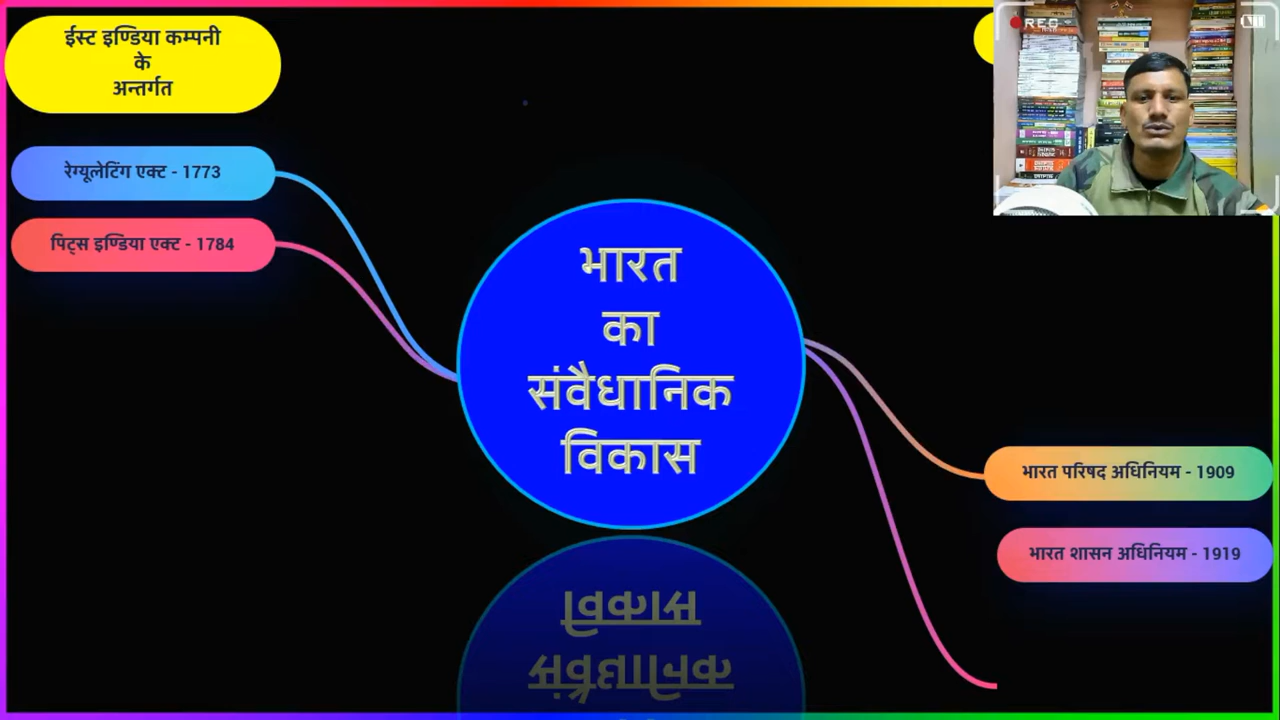 ईस्ट इण्डिया कम्पनी
के
अन्तर्गत
रेग्यूलेटिंग एक्ट - 1773
पिट्स इण्डिया एक्ट - 1784
भारत
का
संवैधानिक
विकास
भारत परिषद अधिनियम - 1909
भारत शासन अधिनियम - 1919
REC